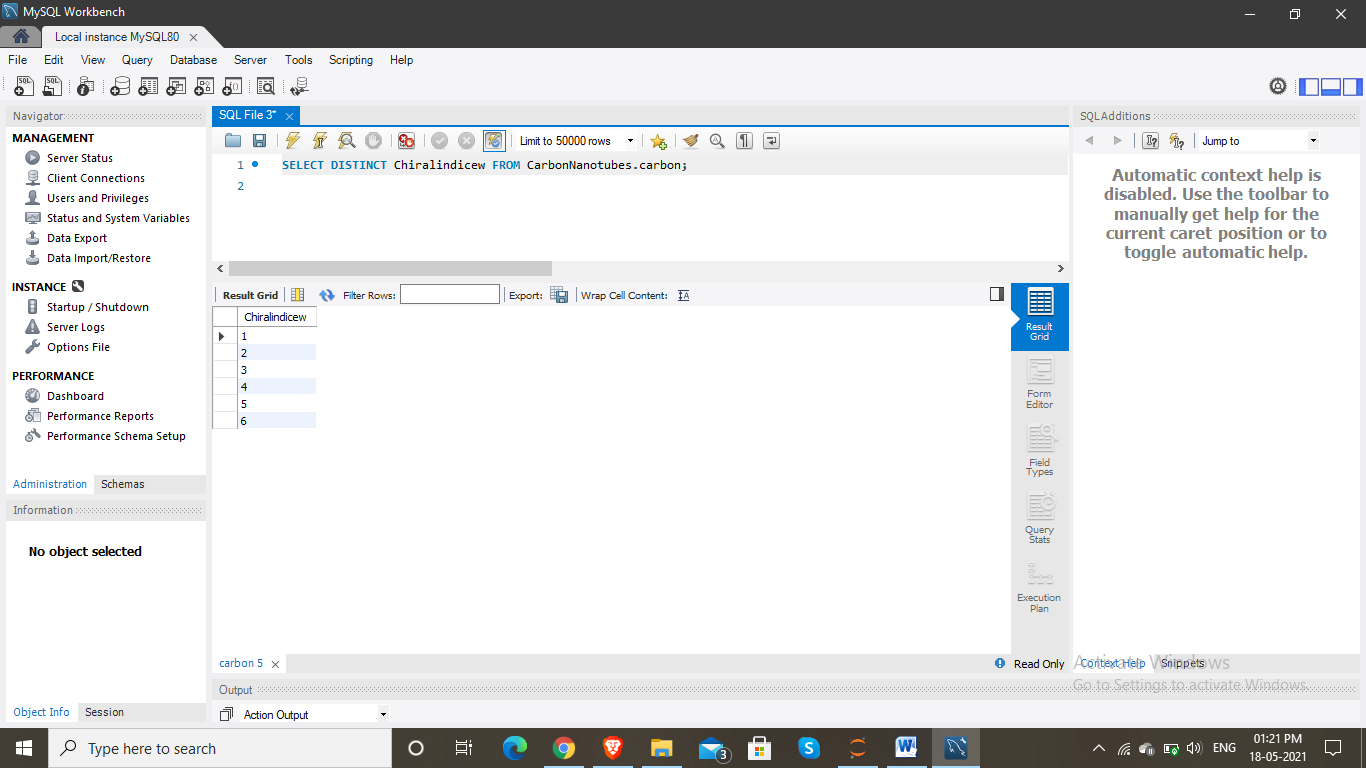 MySQL Workbench
Local instance MySQL80
File Edit View Query Database Server Tools Scripting Help
SQL SQL
Navigator
MANAGEMENT
Server Status
Client Connections
Users and Privileges
Status and System Variables
Data Export
Data Import/Restore
INSTANCE
Startup / Shutdown
Server Logs
Options File
PERFORMANCE
Dashboard
Performance Reports
Performance Schema Setup
Administration Schemas
Information
No object selected
Object Info Session
SQL File 3*
Limit to 50000 rows
1 SELECT DISTINCT Chiralindicew FROM CarbonNanotubes.carbon;
2
Result Grid Filter Rows: Export: Wrap Cell Content:
Chiralindicew
1
2
3
4
5
6
Result
Grid
Form
Editor
Field
Types
Query
Stats
Execution
Plan
carbon 5
Read Only
Output
Action Output
SQLAdditions
Jump to
Automatic context help is
disabled. Use the toolbar to
manually get help for the
current caret position or to
toggle automatic help.
Context Help Snippets
Activate Windows
Go to Settings to activate Windows.
Type here to search
3
ENG
01:21 PM
18-05-2021